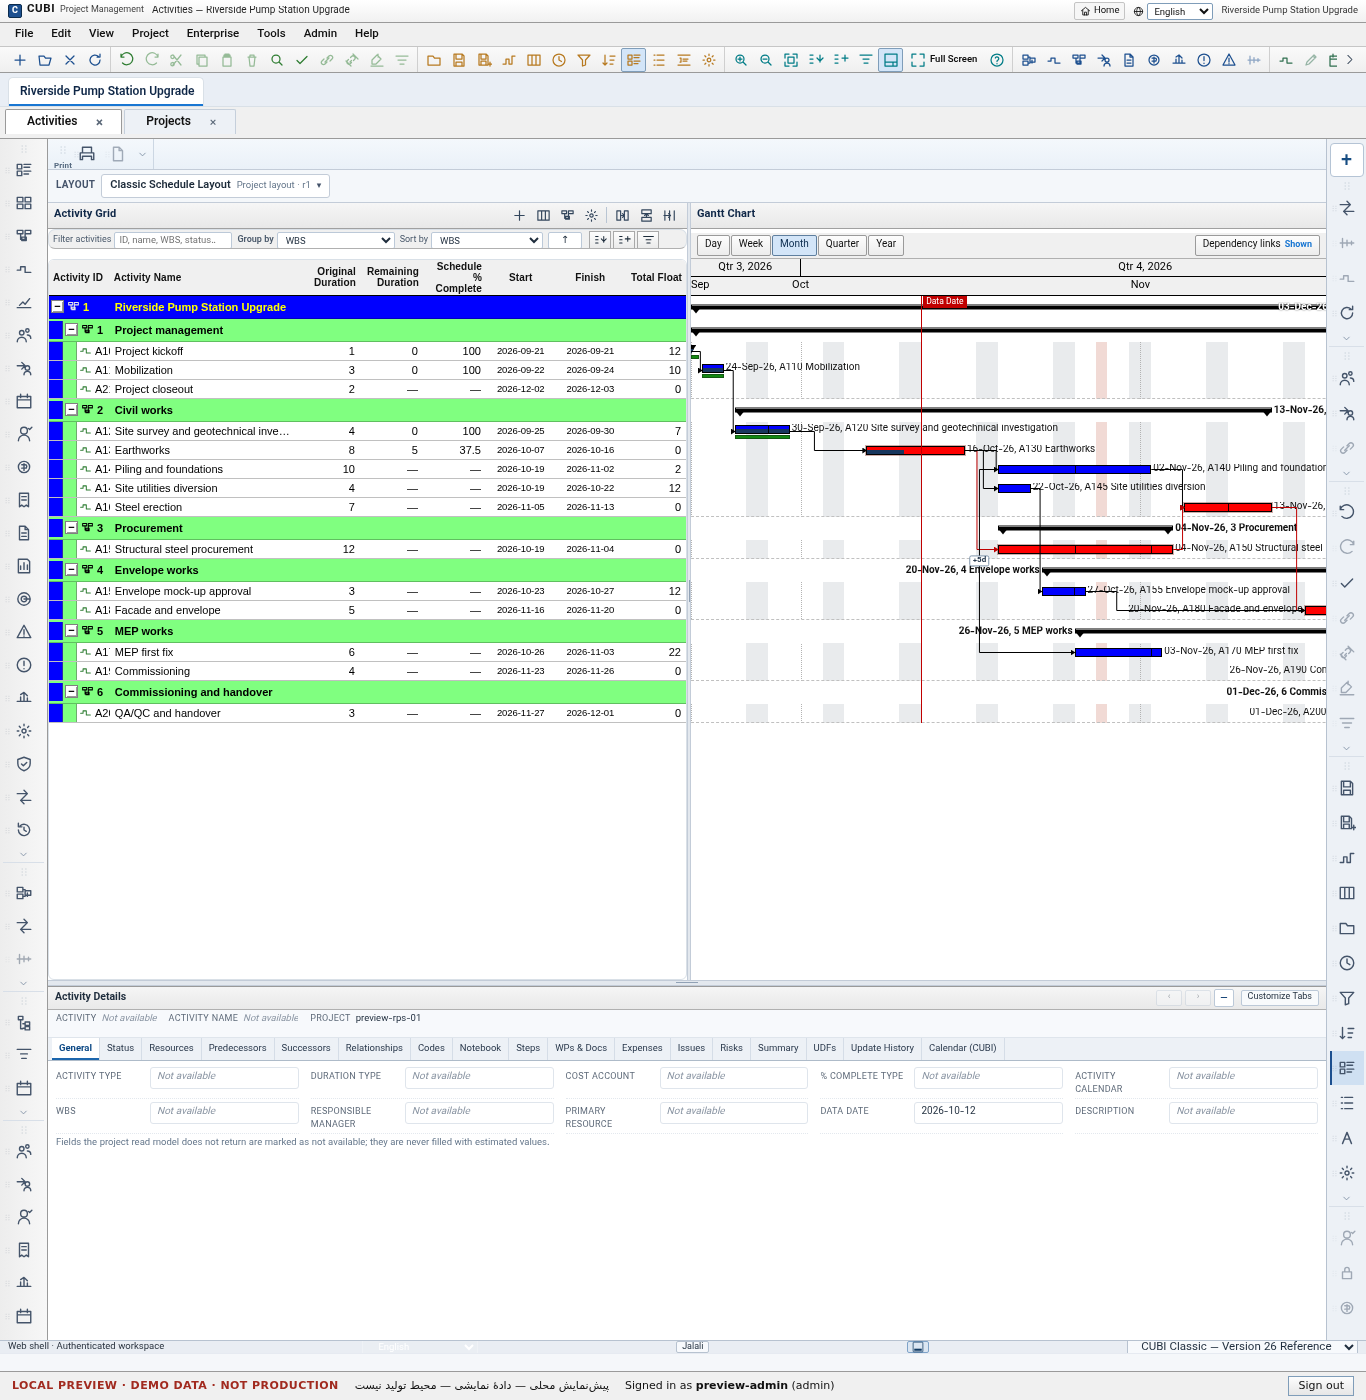 C CUBI Project Management Activities — Riverside Pump Station Upgrade Home English Riverside Pump Station Upgrade
File Edit View Project Enterprise Tools Admin Help
Full Screen
Riverside Pump Station Upgrade
Activities × Projects ×
Print
LAYOUT Classic Schedule Layout Project layout · r1
Activity Grid
Filter activities ID, name, WBS, status.. Group by WBS Sort by WBS
Activity ID Activity Name Original Duration Remaining Duration Schedule % Complete Start Finish Total Float
1 Riverside Pump Station Upgrade
1 Project management
Project kickoff 1 0 100 2026-09-21 2026-09-21 12
Mobilization 3 0 100 2026-09-22 2026-09-24 10
Project closeout 2 — — 2026-12-02 2026-12-03 0
2 Civil works
Site survey and geotechnical inve… 4 0 100 2026-09-25 2026-09-30 7
Earthworks 8 5 37.5 2026-10-07 2026-10-16 0
Piling and foundations 10 — — 2026-10-19 2026-11-02 2
Site utilities diversion 4 — — 2026-10-19 2026-10-22 12
Steel erection 7 — — 2026-11-05 2026-11-13 0
3 Procurement
Structural steel procurement 12 — — 2026-10-19 2026-11-04 0
4 Envelope works
Envelope mock-up approval 3 — — 2026-10-23 2026-10-27 12
Facade and envelope 5 — — 2026-11-16 2026-11-20 0
5 MEP works
MEP first fix 6 — — 2026-10-26 2026-11-03 22
Commissioning 4 — — 2026-11-23 2026-11-26 0
6 Commissioning and handover
QA/QC and handover 3 — — 2026-11-27 2026-12-01 0
Gantt Chart
Day Week Month Quarter Year Dependency links Shown
Qtr 3, 2026 Qtr 4, 2026
Sep Oct Nov
Data Date 03-Dec-26
24-Sep-26, A110 Mobilization
13-Nov-26,
30-Sep-26, A120 Site survey and geotechnical investigation
16-Oct-26, A130 Earthworks
02-Nov-26, A140 Piling and foundation
22-Oct-26, A145 Site utilities diversion
13-Nov-26,
04-Nov-26, 3 Procurement
04-Nov-26, A150 Structural steel
+5d
20-Nov-26, 4 Envelope works
27-Oct-26, A155 Envelope mock-up approval
20-Nov-26, A180 Facade and envelope
26-Nov-26, 5 MEP works
03-Nov-26, A170 MEP first fix
26-Nov-26, A190 Con
01-Dec-26, 6 Commis
01-Dec-26, A200
Activity Details Customize Tabs
ACTIVITY Not available ACTIVITY NAME Not available PROJECT preview-rps-01
General Status Resources Predecessors Successors Relationships Codes Notebook Steps WPs & Docs Expenses Issues Risks Summary UDFs Update History Calendar (CUBI)
ACTIVITY TYPE Not available DURATION TYPE Not available COST ACCOUNT Not available % COMPLETE TYPE Not available ACTIVITY CALENDAR Not available
WBS Not available RESPONSIBLE MANAGER Not available PRIMARY RESOURCE Not available DATA DATE 2026-10-12 DESCRIPTION Not available
Fields the project read model does not return are marked as not available; they are never filled with estimated values.
Web shell · Authenticated workspace English Jalali CUBI Classic — Version 26 Reference
LOCAL PREVIEW · DEMO DATA · NOT PRODUCTION پیش‌نمایش محلی — دادهٔ نمایشی — محیط تولید نیست Signed in as preview-admin (admin) Sign out